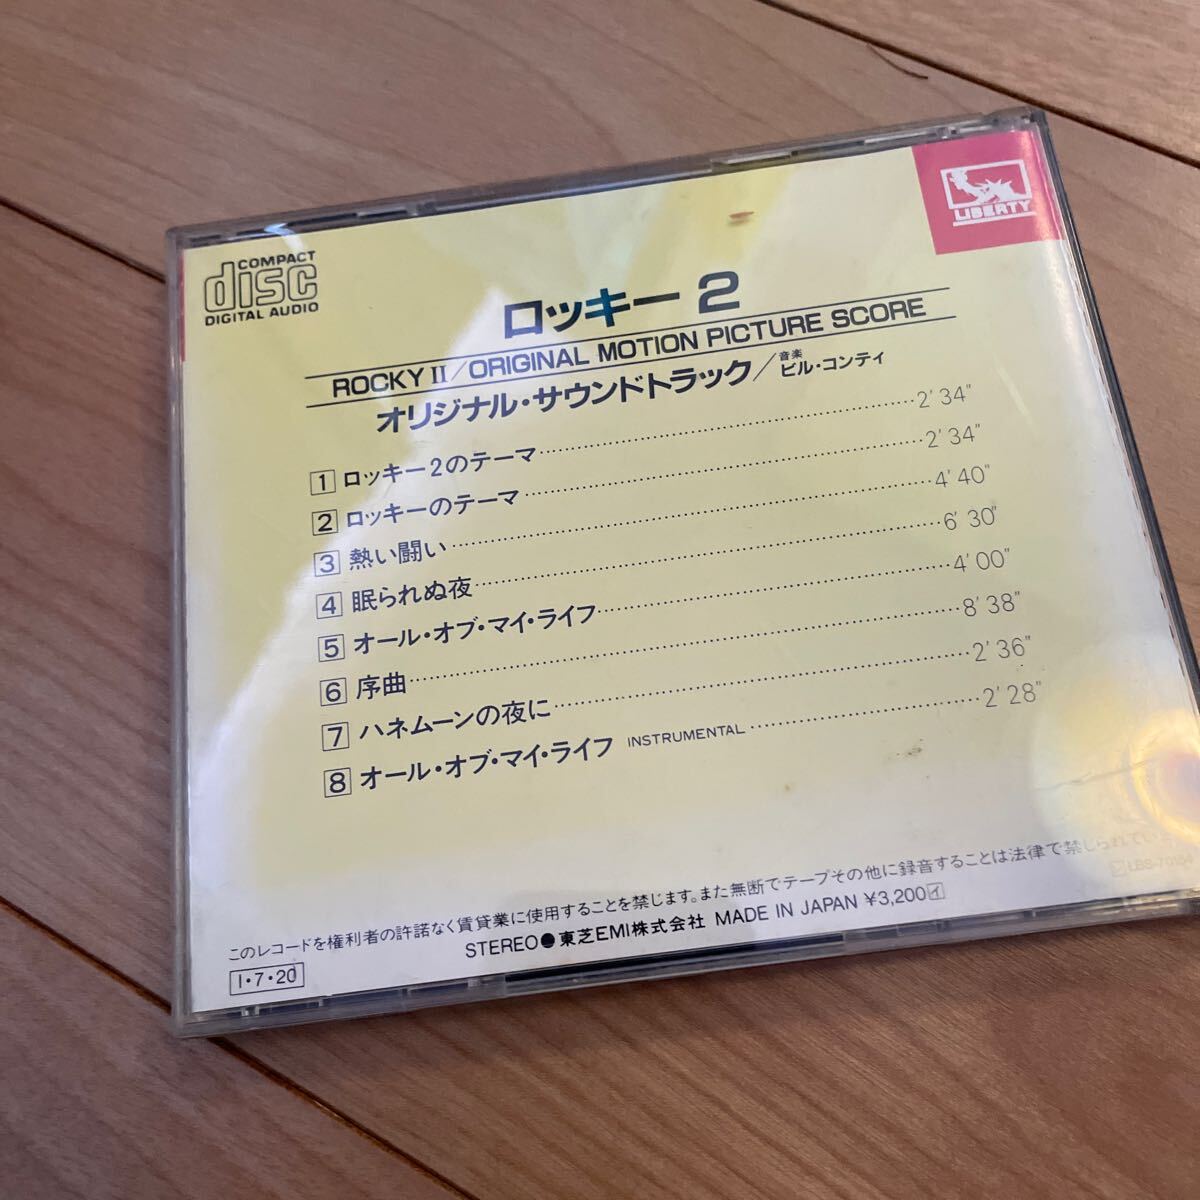 COMPACT
disc
DIGITAL AUDIO
LIBERTY
ロッキー 2
ROCKY II/ORIGINAL MOTION PICTURE SCORE
オリジナル・サウンドトラック/音楽 ビル・コンティ
1 ロッキー2のテーマ 2'34"
2 ロッキーのテーマ 2'34"
3 熱い闘い 4'40"
4 眠られぬ夜 6'30"
5 オール・オブ・マイ・ライフ 4'00"
6 序曲 8'38"
7 ハネムーンの夜に 2'36"
8 オール・オブ・マイ・ライフ INSTRUMENTAL 2'28"
このレコードを権利者の許諾なく賃貸業に使用することを禁じます。また無断でテープその他に録音することは法律で禁じられてい
STEREO●東芝EMI株式会社 MADE IN JAPAN ¥3,200イ
I・7・20